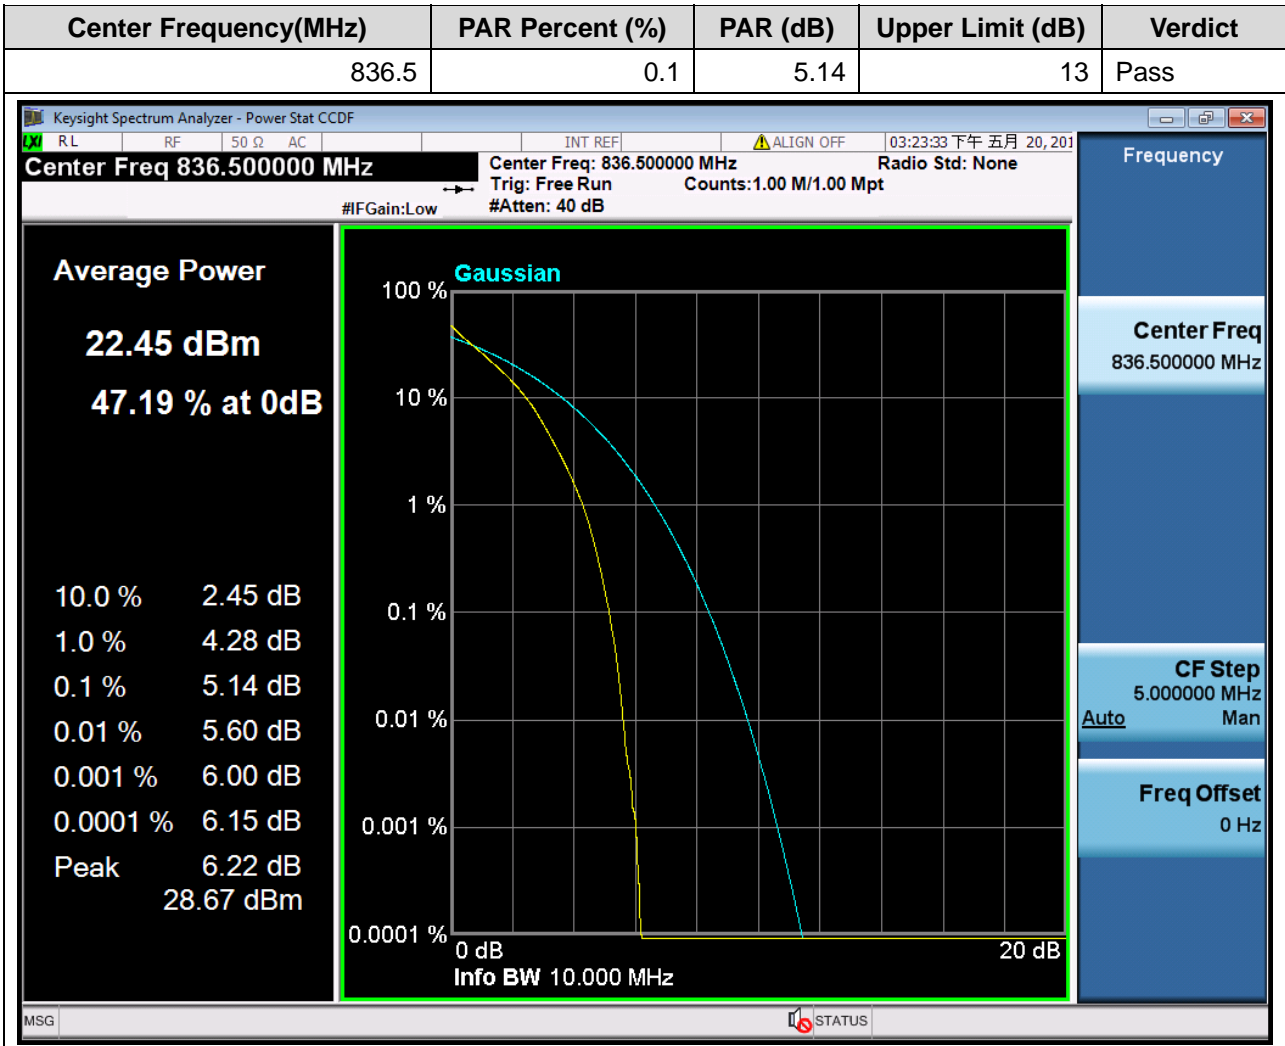 Center Frequency(MHz) PAR Percent (%) PAR (dB) Upper Limit (dB) Verdict
836.5 0.1 5.14 13 Pass
Keysight Spectrum Analyzer - Power Stat CCDF
LXI RL RF 50 Ω AC INT REF ALIGN OFF 03:23:33 下午 五月 20, 201
Center Freq 836.500000 MHz
Center Freq: 836.500000 MHz Radio Std: None
Trig: Free Run Counts:1.00 M/1.00 Mpt
#IFGain:Low #Atten: 40 dB
Average Power
22.45 dBm
47.19 % at 0dB
10.0 % 2.45 dB
1.0 % 4.28 dB
0.1 % 5.14 dB
0.01 % 5.60 dB
0.001 % 6.00 dB
0.0001 % 6.15 dB
Peak 6.22 dB
28.67 dBm
Gaussian
100 %
10 %
1 %
0.1 %
0.01 %
0.001 %
0.0001 %
0 dB 20 dB
Info BW 10.000 MHz
Frequency
Center Freq
836.500000 MHz
CF Step
5.000000 MHz
Auto Man
Freq Offset
0 Hz
MSG STATUS